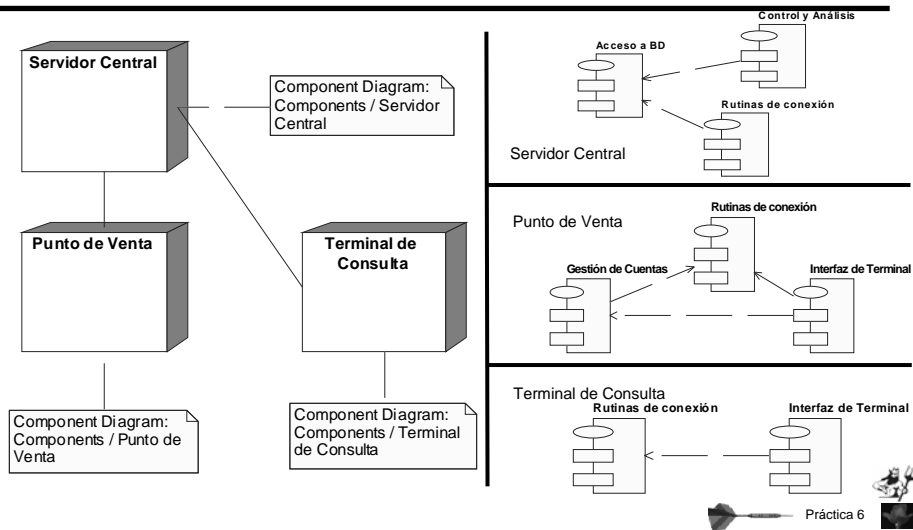 Servidor Central
Component Diagram:
Components / Servidor
Central
Punto de Venta
Terminal de
Consulta
Component Diagram:
Components / Punto de
Venta
Component Diagram:
Components / Terminal
de Consulta
Control y Análisis
Acceso a BD
Rutinas de conexión
Servidor Central
Punto de Venta
Rutinas de conexión
Gestión de Cuentas
Interfaz de Terminal
Terminal de Consulta
Rutinas de conexión
Interfaz de Terminal
Práctica 6